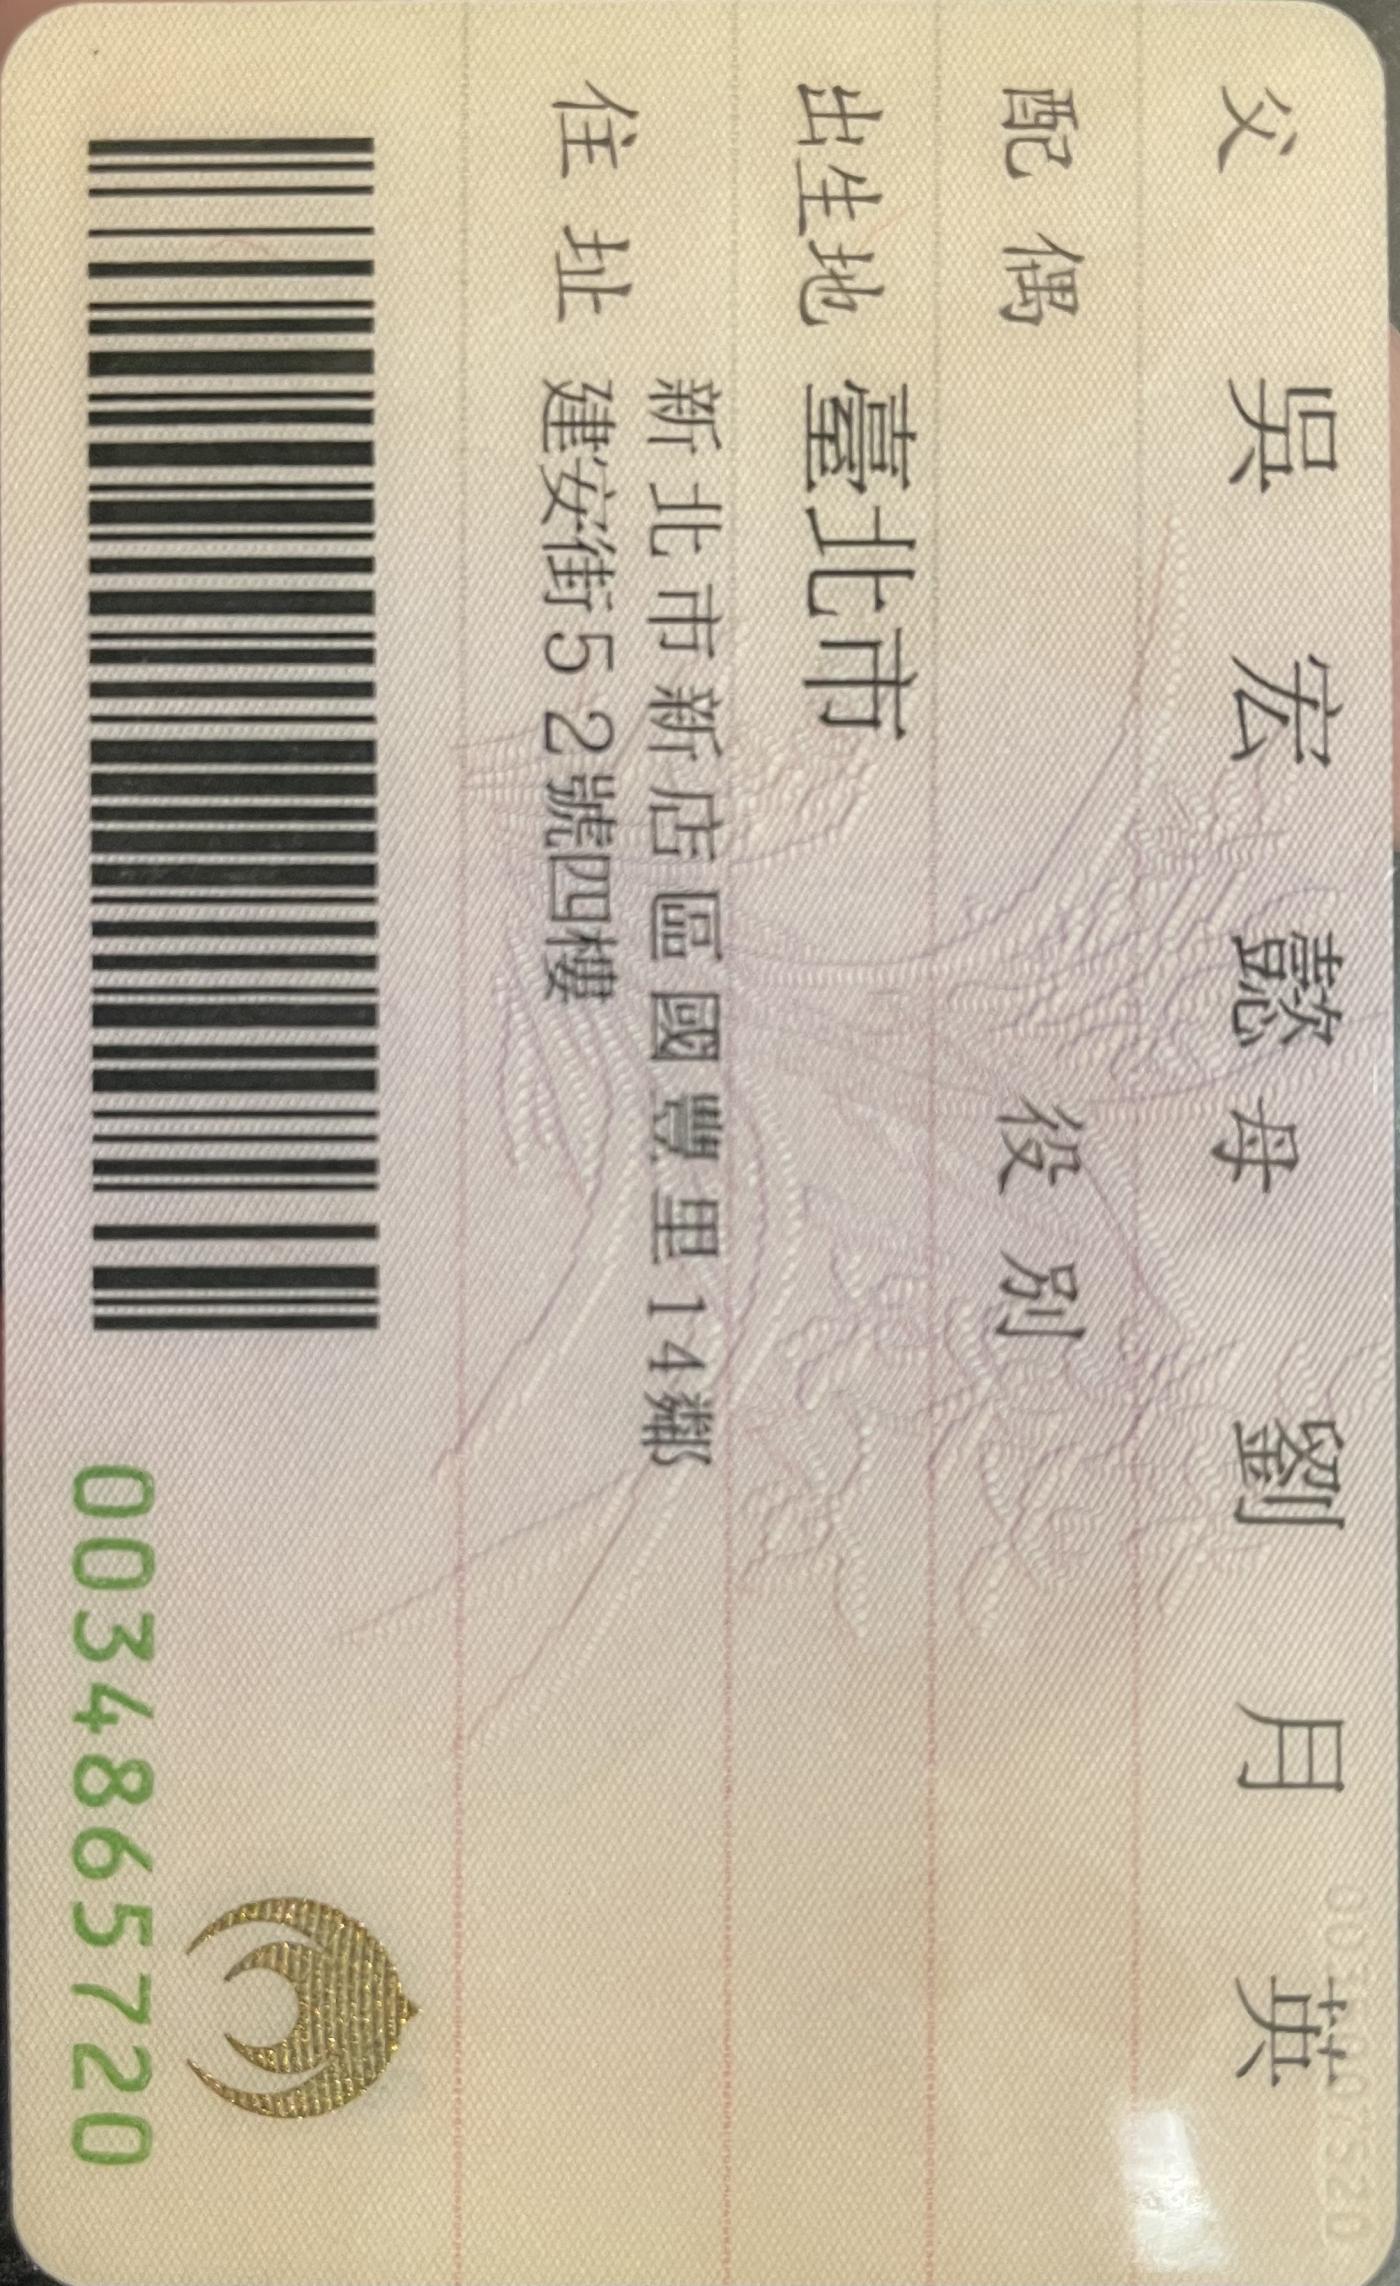 父 吳宏懿 母 劉月英
配偶 役別
出生地 臺北市
住址 新北市新店區國豐里14鄰
建安街52號四樓
0034865720